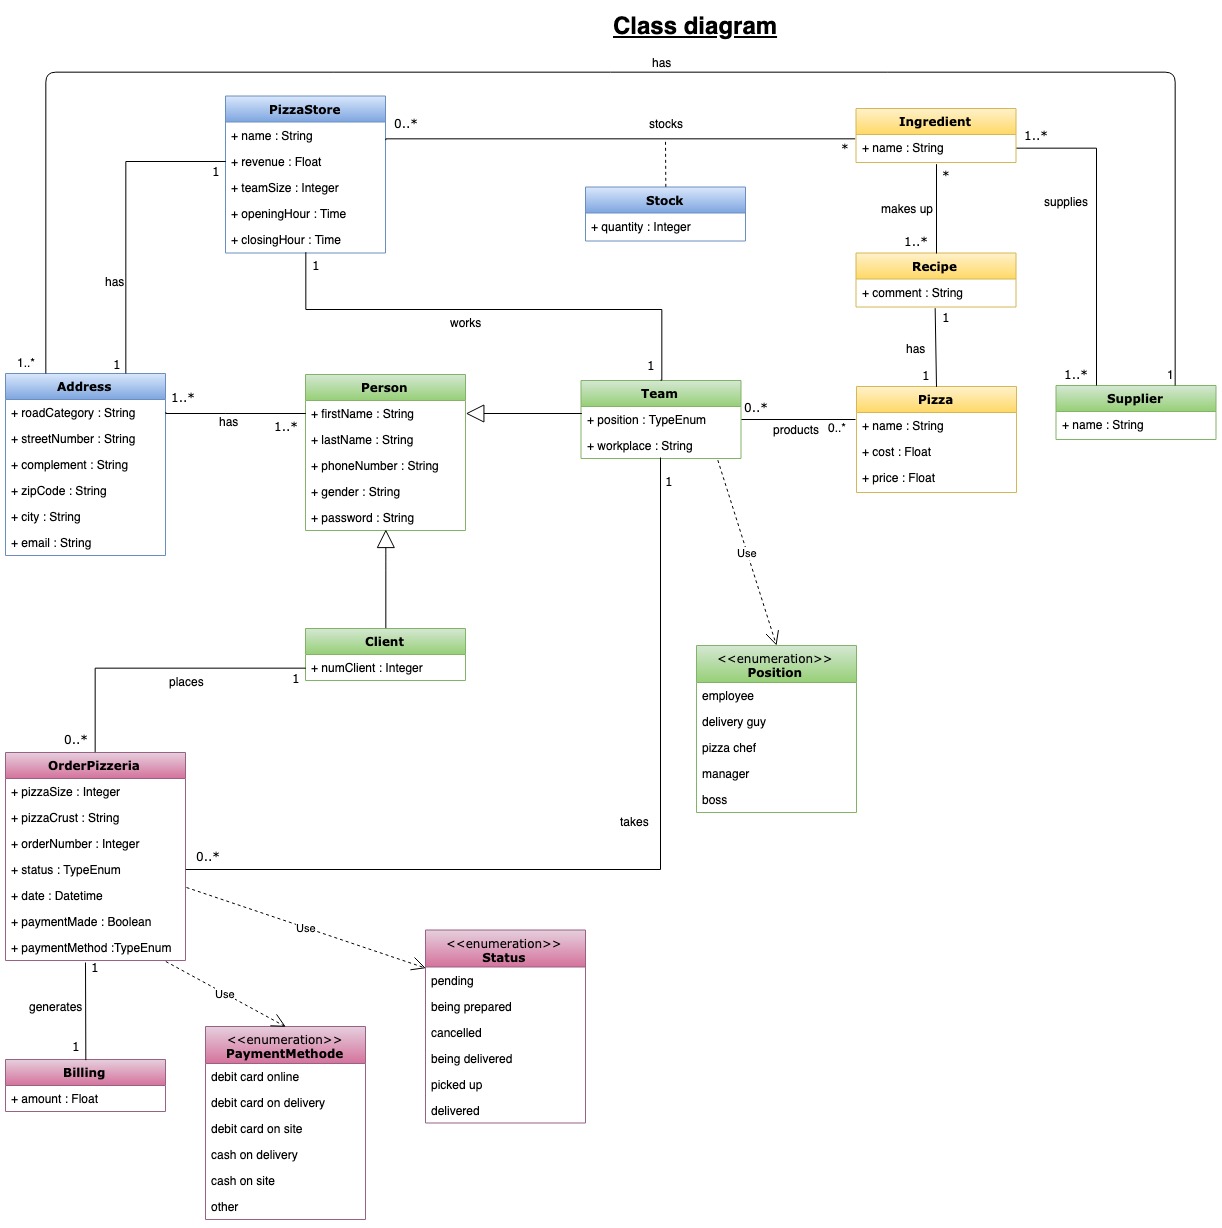 Class diagram
has
PizzaStore
+ name : String
+ revenue : Float
+ teamSize : Integer
+ openingHour : Time
+ closingHour : Time
0..*
stocks
*
Ingredient
+ name : String
1..*
1
1
Stock
+ quantity : Integer
*
makes up
1..*
supplies
Recipe
+ comment : String
1
has
1
has
works
1..*
1
1
1..*
1
Address
+ roadCategory : String
+ streetNumber : String
+ complement : String
+ zipCode : String
+ city : String
+ email : String
1..*
has
1..*
Person
+ firstName : String
+ lastName : String
+ phoneNumber : String
+ gender : String
+ password : String
Team
+ position : TypeEnum
+ workplace : String
0..*
products
0..*
Pizza
+ name : String
+ cost : Float
+ price : Float
Supplier
+ name : String
1
Use
Client
+ numClient : Integer
places
1
0..*
<<enumeration>>
Position
employee
delivery guy
pizza chef
manager
boss
OrderPizzeria
+ pizzaSize : Integer
+ pizzaCrust : String
+ orderNumber : Integer
+ status : TypeEnum
+ date : Datetime
+ paymentMade : Boolean
+ paymentMethod :TypeEnum
takes
0..*
Use
Use
1
generates
1
<<enumeration>>
Status
pending
being prepared
cancelled
being delivered
picked up
delivered
Billing
+ amount : Float
<<enumeration>>
PaymentMethode
debit card online
debit card on delivery
debit card on site
cash on delivery
cash on site
other